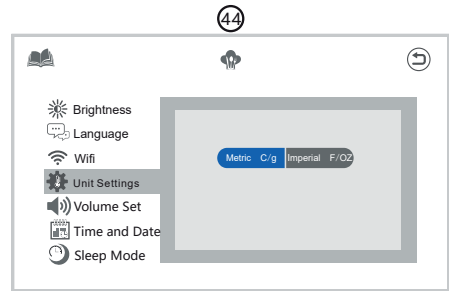 44
Brightness
Language
Wifi
Metric C/g Imperial F/OZ
Unit Settings
Volume Set
Time and Date
Sleep Mode